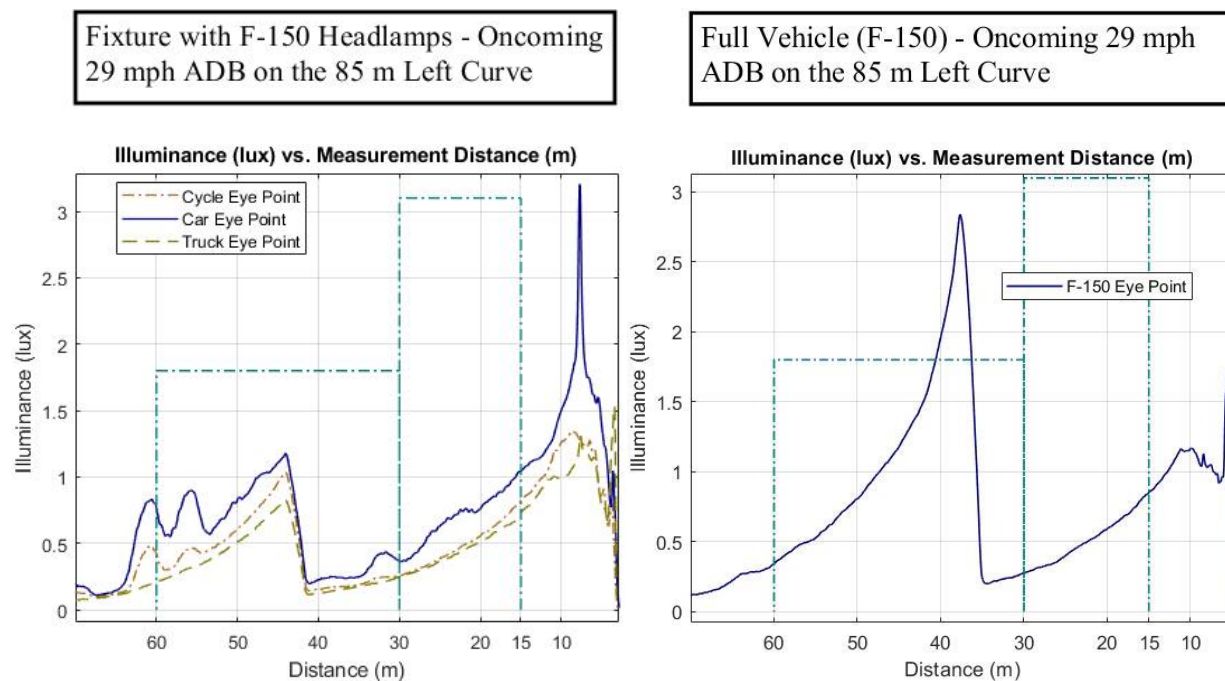 Fixture with F-150 Headlamps - Oncoming
29 mph ADB on the 85 m Left Curve
Illuminance (lux) vs. Measurement Distance (m)
Cycle Eye Point
Car Eye Point
Truck Eye Point
Illuminance (lux)
3
2.5
2
1.5
1
0.5
0
60
50
40
30
20
15
10
Distance (m)
Full Vehicle (F-150) - Oncoming 29 mph
ADB on the 85 m Left Curve
Illuminance (lux) vs. Measurement Distance (m)
F-150 Eye Point
Illuminance (lux)
3
2.5
2
1.5
1
0.5
0
60
50
40
30
20
15
10
Distance (m)